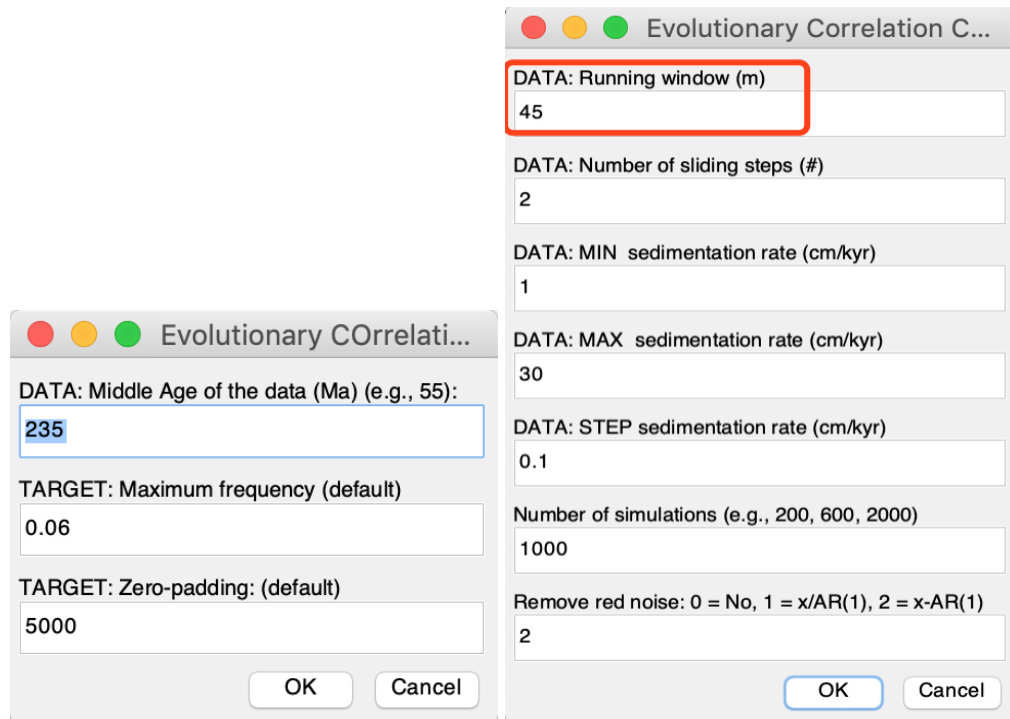 Evolutionary COrrelati...
DATA: Middle Age of the data (Ma) (e.g., 55):
235
TARGET: Maximum frequency (default)
0.06
TARGET: Zero-padding: (default)
5000
OK Cancel
Evolutionary Correlation C...
DATA: Running window (m)
45
DATA: Number of sliding steps (#)
2
DATA: MIN  sedimentation rate (cm/kyr)
1
DATA: MAX  sedimentation rate (cm/kyr)
30
DATA: STEP sedimentation rate (cm/kyr)
0.1
Number of simulations (e.g., 200, 600, 2000)
1000
Remove red noise: 0 = No, 1 = x/AR(1), 2 = x-AR(1)
2
OK Cancel